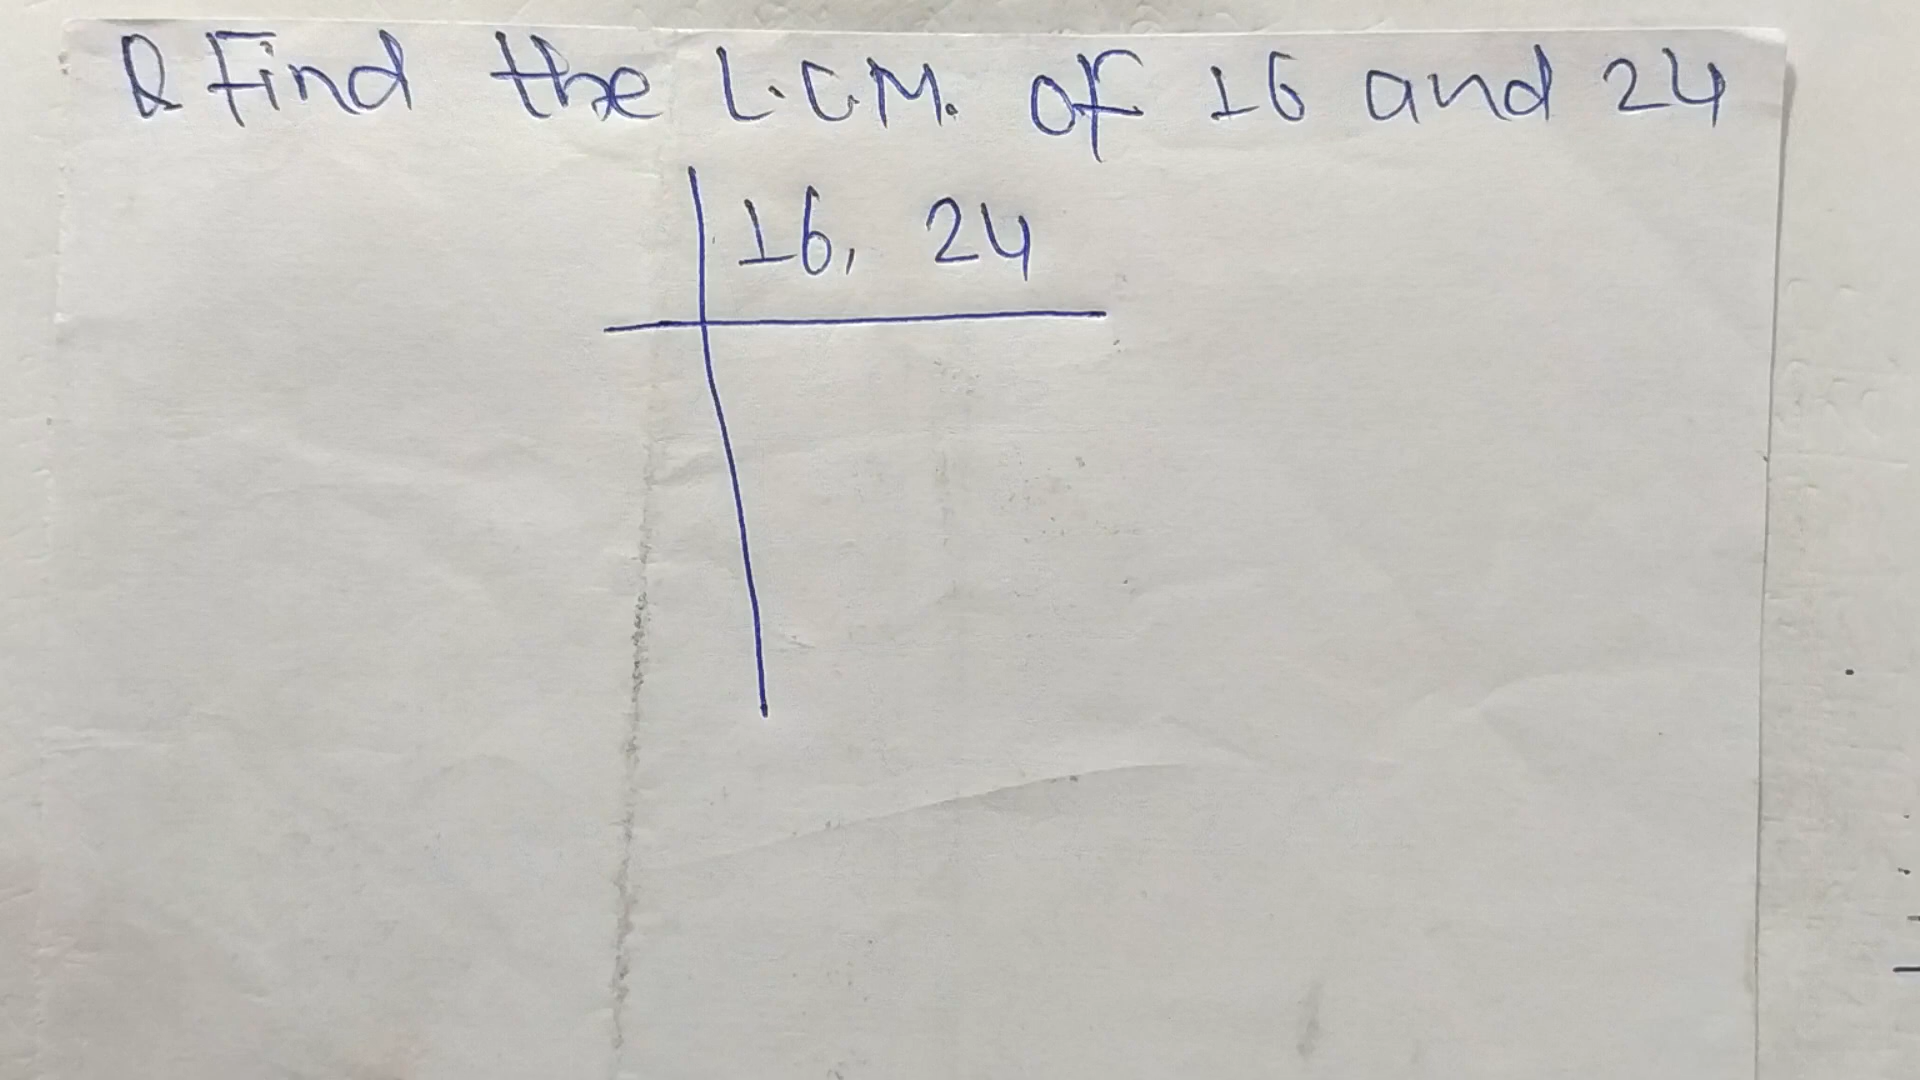 Q Find the L.C.M. of 16 and 24
16, 24